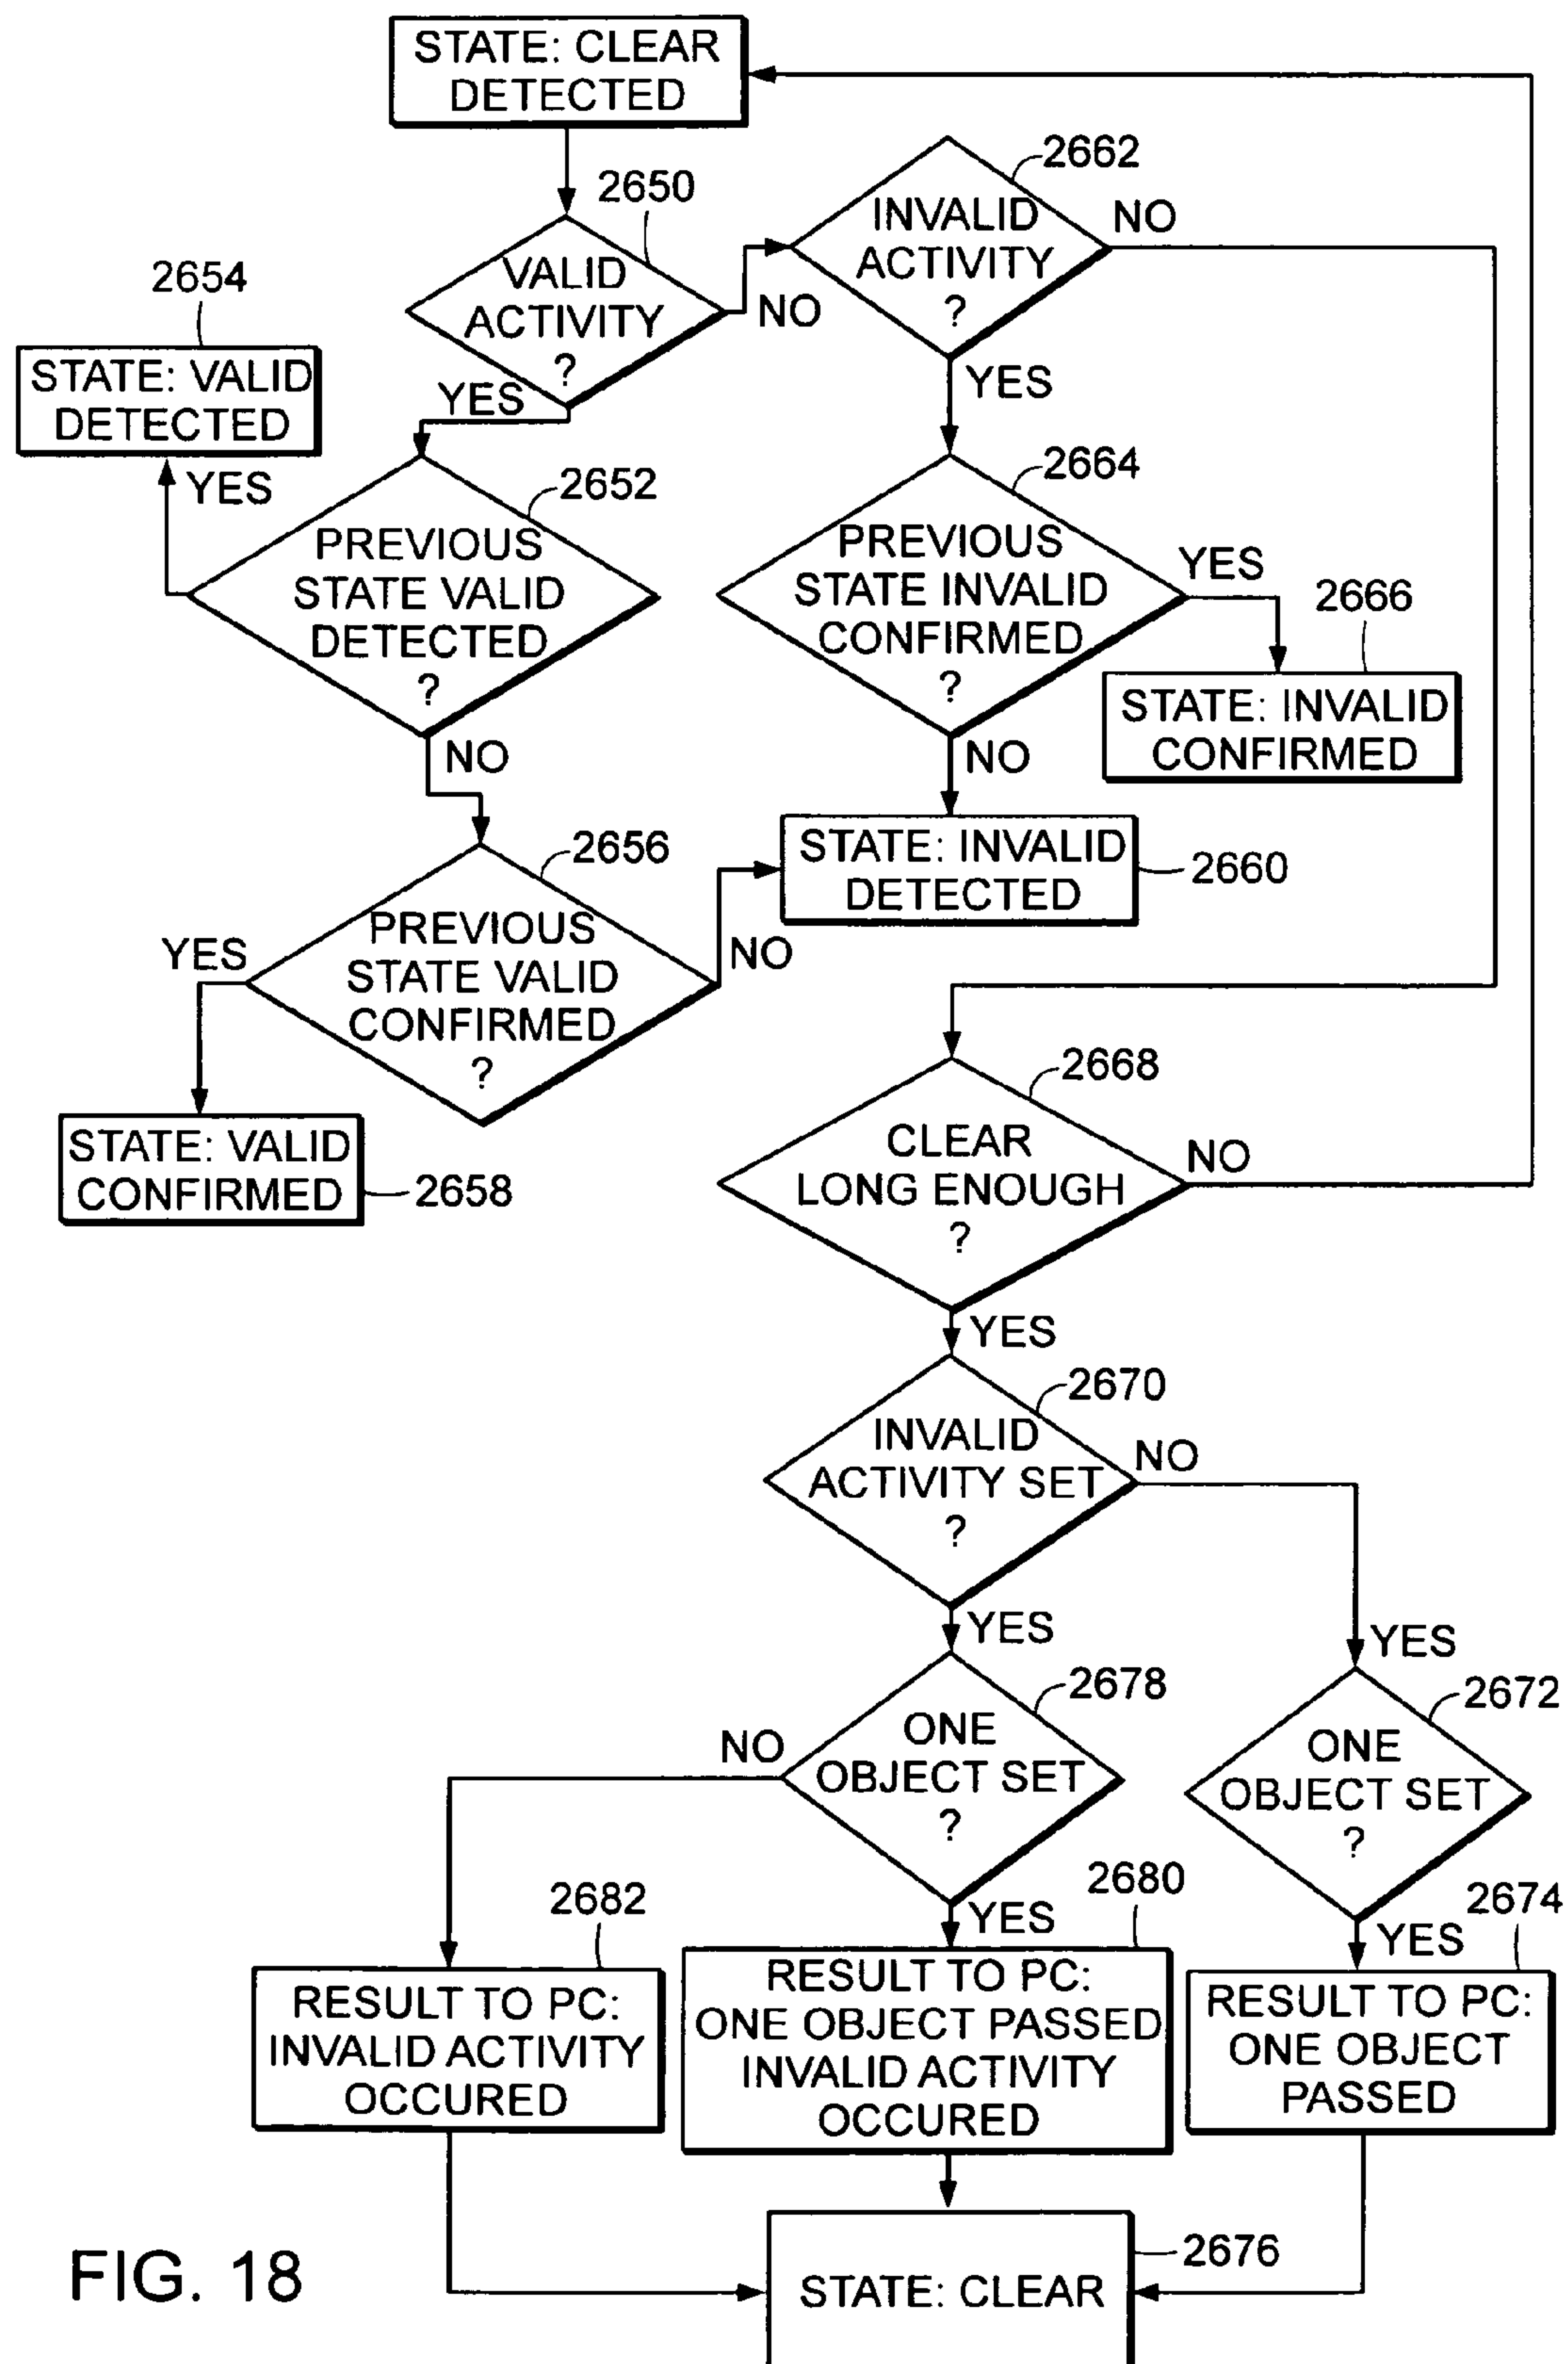 STATE: CLEAR
DETECTED
2650
VALID
ACTIVITY
?
NO
YES
2662
INVALID
ACTIVITY
?
NO
YES
2654
STATE: VALID
DETECTED
YES
2652
PREVIOUS
STATE VALID
DETECTED
?
NO
2664
PREVIOUS
STATE INVALID
CONFIRMED
?
YES
NO
2666
STATE: INVALID
CONFIRMED
2656
PREVIOUS
STATE VALID
CONFIRMED
?
YES
NO
STATE: INVALID
DETECTED
2660
STATE: VALID
CONFIRMED
2658
2668
CLEAR
LONG ENOUGH
?
NO
YES
2670
INVALID
ACTIVITY SET
?
NO
YES
YES
2678
ONE
OBJECT SET
?
NO
YES
2672
ONE
OBJECT SET
?
YES
2682
RESULT TO PC:
INVALID ACTIVITY
OCCURED
2680
RESULT TO PC:
ONE OBJECT PASSED
INVALID ACTIVITY
OCCURED
2674
RESULT TO PC:
ONE OBJECT
PASSED
2676
STATE: CLEAR
FIG. 18